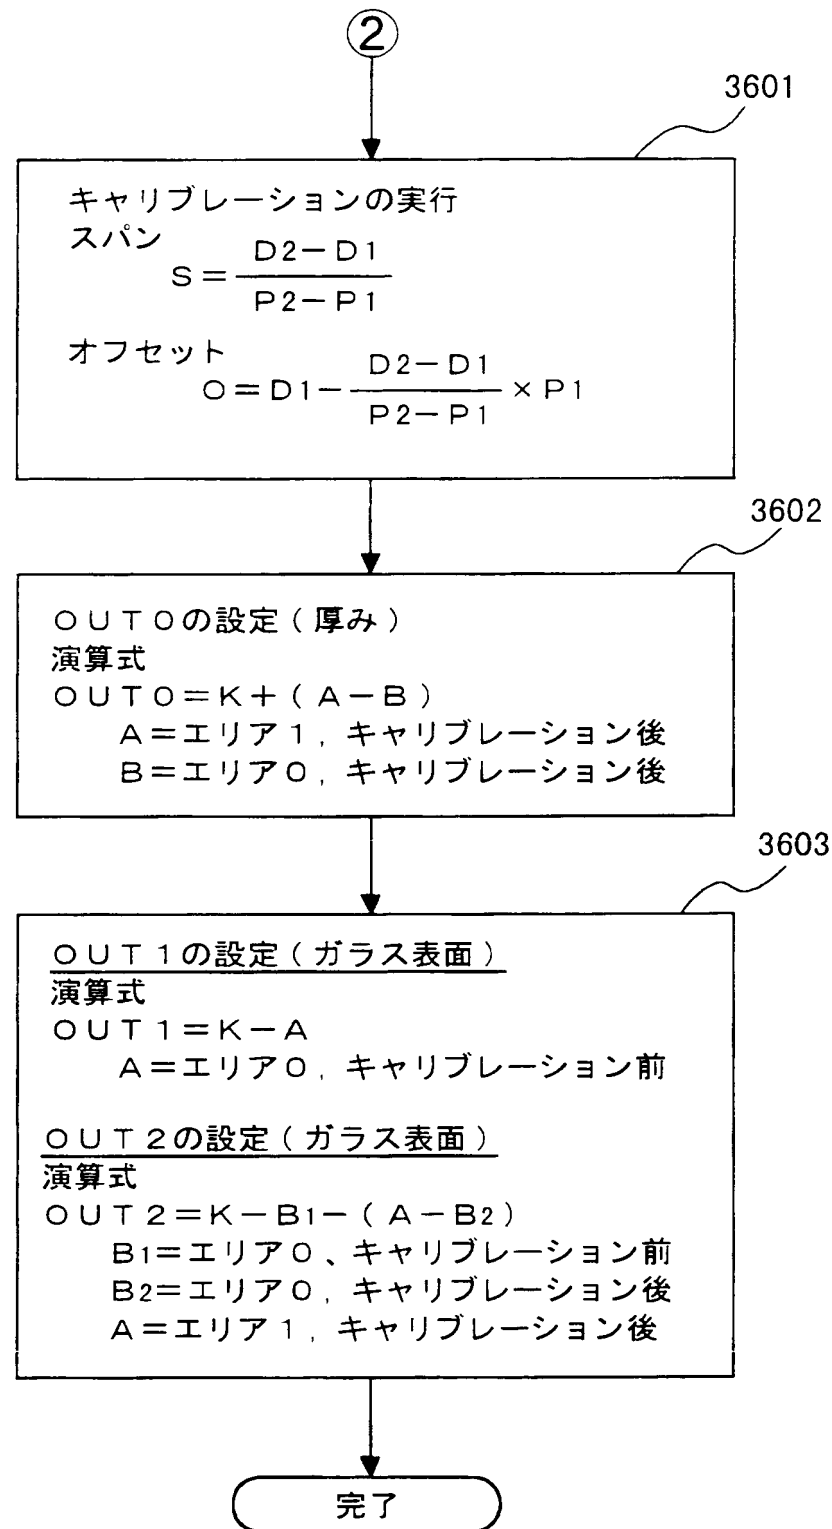 ②
3601
キャリブレーションの実行
スパン
S=(D2-D1)/(P2-P1)
オフセット
O=D1-(D2-D1)/(P2-P1)×P1
3602
OUT0の設定(厚み)
演算式
OUT0=K+(A-B)
A=エリア1,キャリブレーション後
B=エリア0,キャリブレーション後
3603
OUT1の設定(ガラス表面)
演算式
OUT1=K-A
A=エリア0,キャリブレーション前
OUT2の設定(ガラス表面)
演算式
OUT2=K-B1-(A-B2)
B1=エリア0、キャリブレーション前
B2=エリア0,キャリブレーション後
A=エリア1,キャリブレーション後
完了